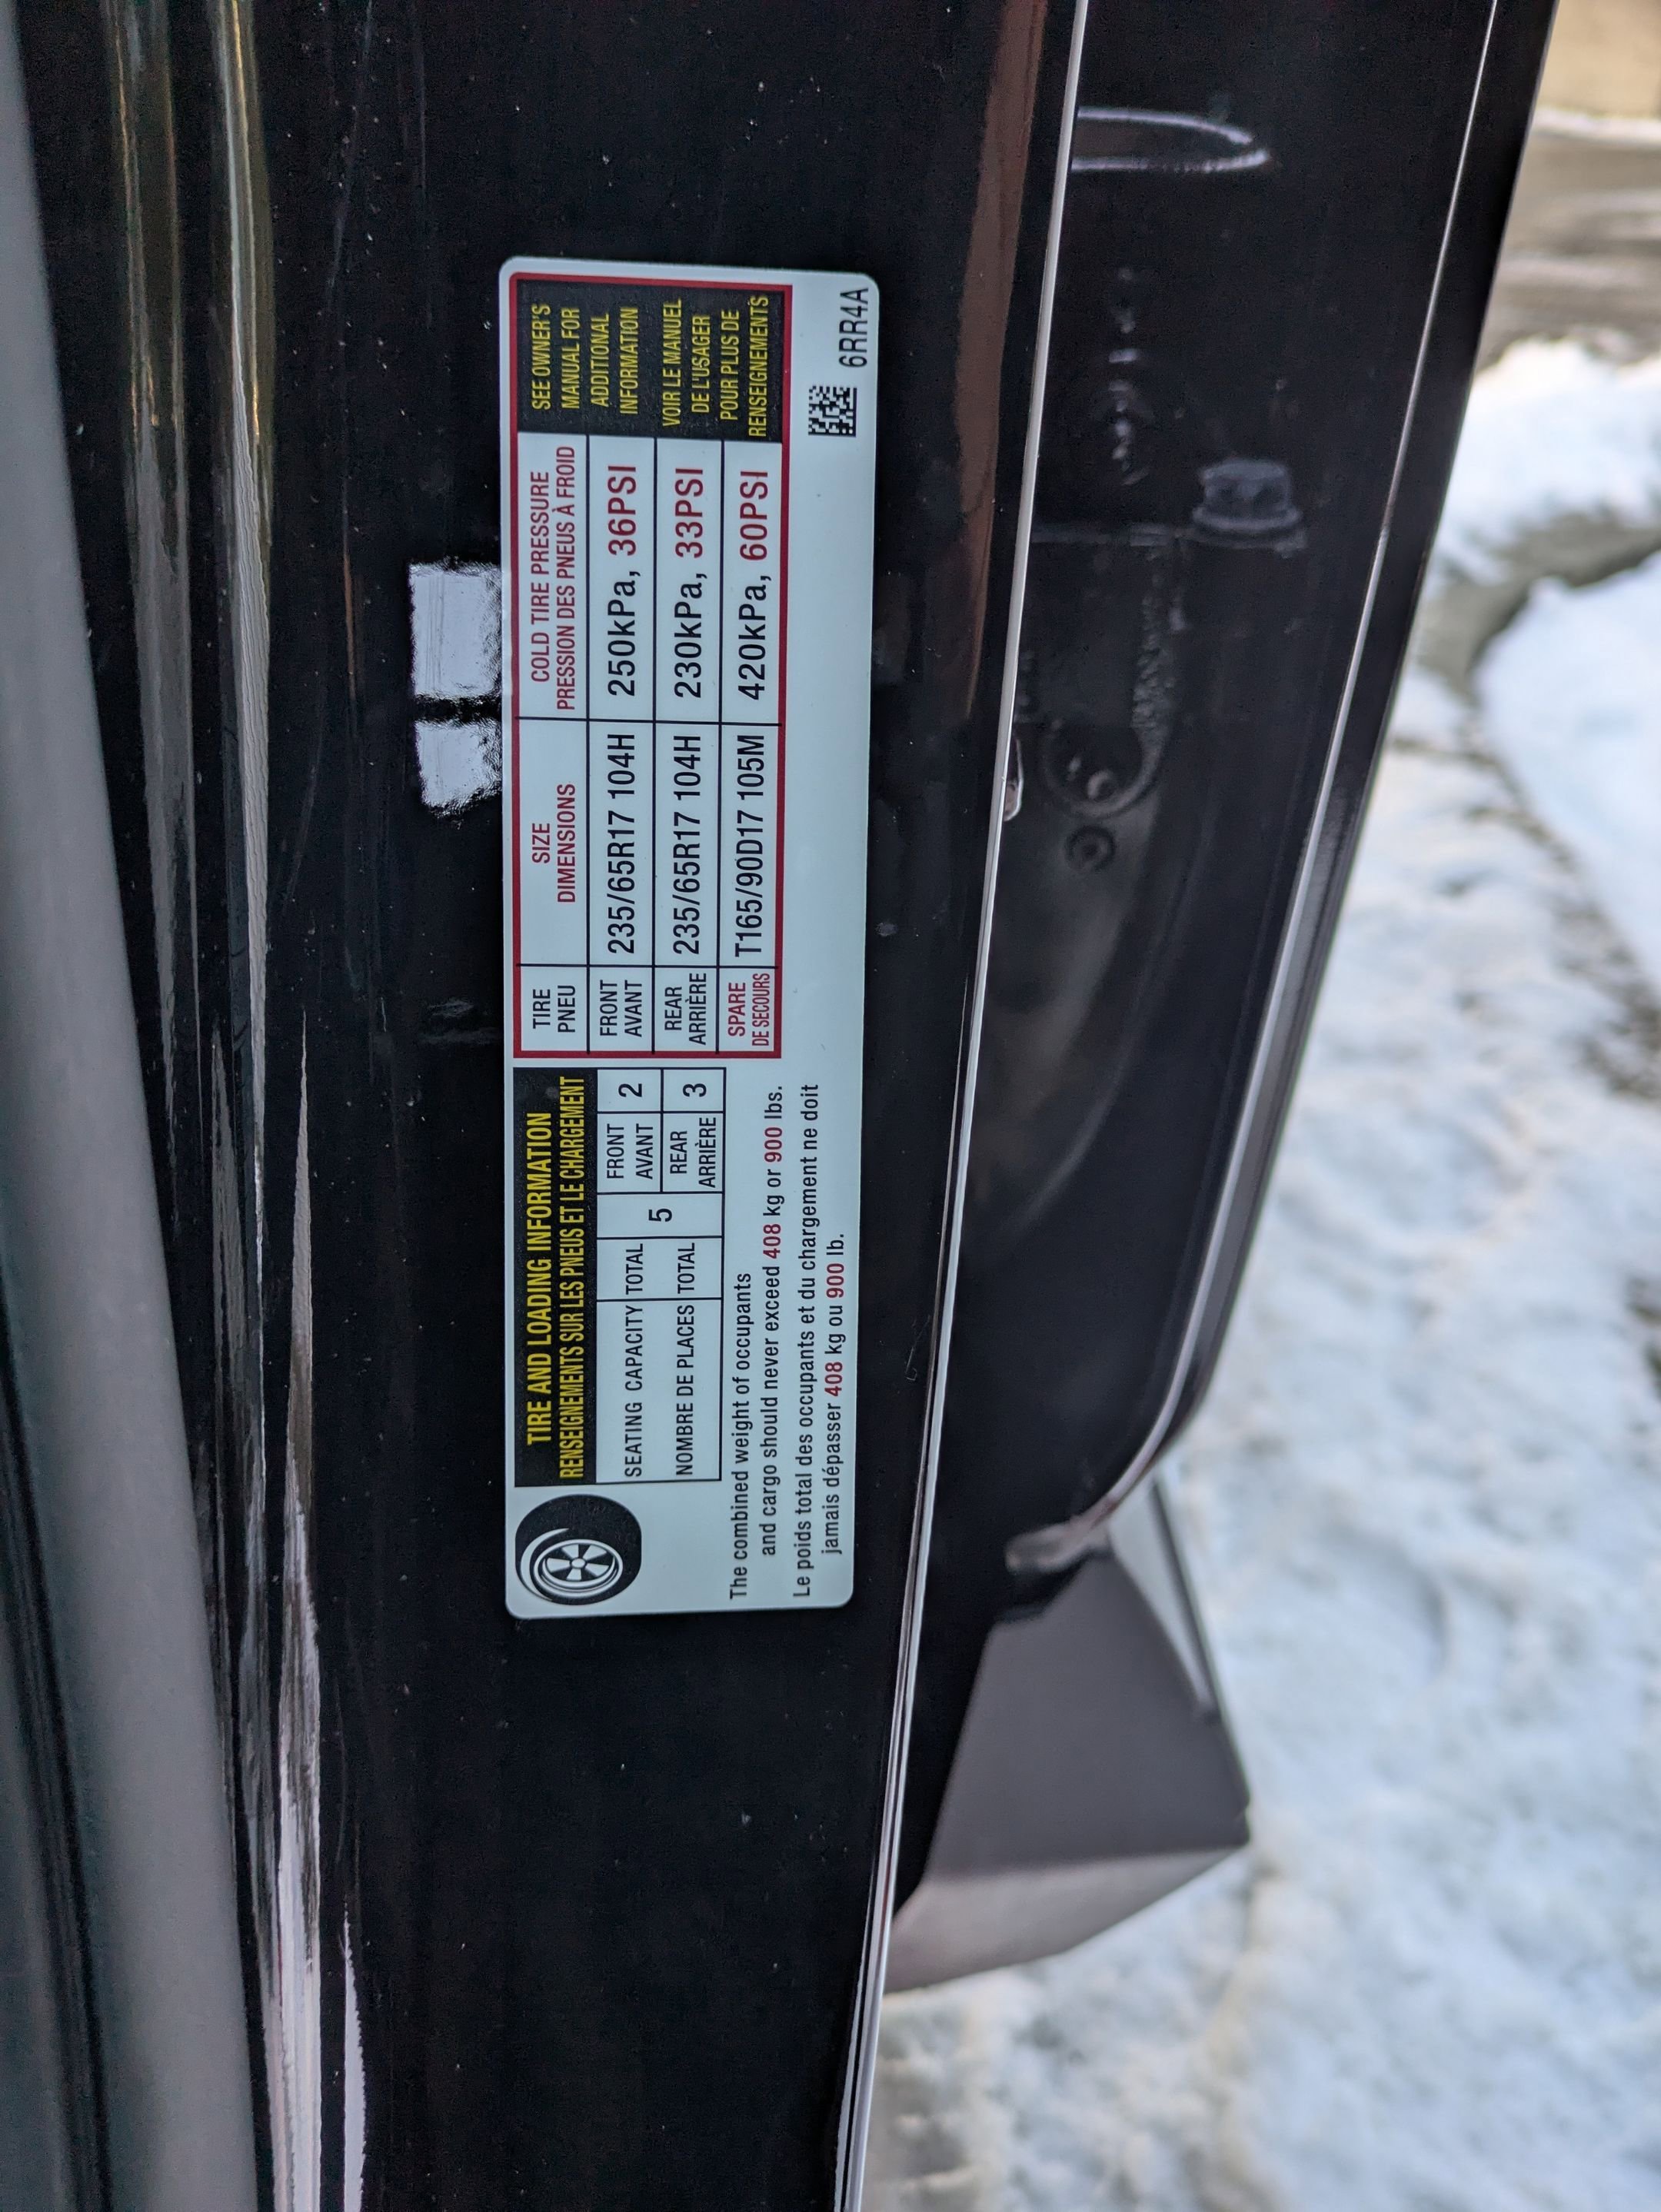 TIRE AND LOADING INFORMATION
RENSEIGNEMENTS SUR LES PNEUS ET LE CHARGEMENT
SEATING CAPACITY TOTAL 5 FRONT AVANT 2
NOMBRE DE PLACES TOTAL REAR ARRIÈRE 3
The combined weight of occupants
and cargo should never exceed 408 kg or 900 lbs.
Le poids total des occupants et du chargement ne doit
jamais dépasser 408 kg ou 900 lb.
TIRE SIZE COLD TIRE PRESSURE
PNEU DIMENSIONS PRESSION DES PNEUS À FROID
FRONT AVANT 235/65R17 104H 250kPa, 36PSI
REAR ARRIÈRE 235/65R17 104H 230kPa, 33PSI
SPARE DE SECOURS T165/90D17 105M 420kPa, 60PSI
SEE OWNER'S
MANUAL FOR
ADDITIONAL
INFORMATION
VOIR LE MANUEL
DE L'USAGER
POUR PLUS DE
RENSEIGNEMENTS
6RR4A